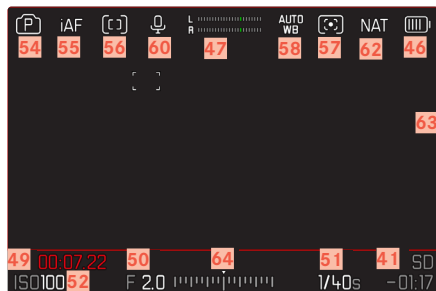 P iAF L R AUTO WB NAT
54 55 56 60 47 58 57 62 46
63
49 00:07.22 50 64 51 41 SD
ISO100 52 F 2.0 1/40s −01:17